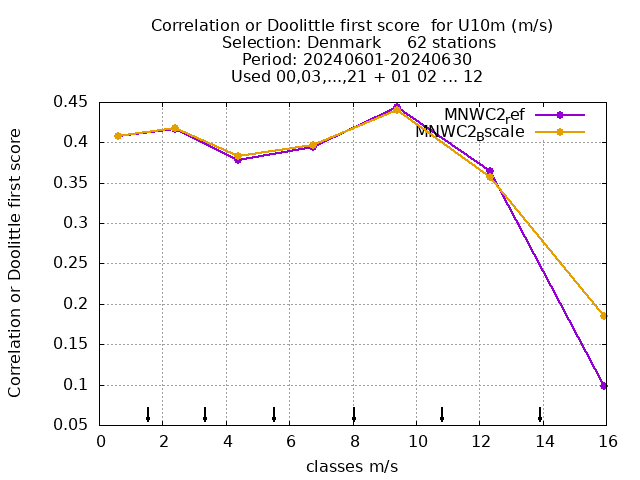 Correlation or Doolittle first score  for U10m (m/s)
Selection: Denmark     62 stations
Period: 20240601-20240630
Used 00,03,...,21 + 01 02 ... 12
MNWC2_ref
MNWC2_Bscale
Correlation or Doolittle first score
0.45
0.4
0.35
0.3
0.25
0.2
0.15
0.1
0.05
0 2 4 6 8 10 12 14 16
classes m/s